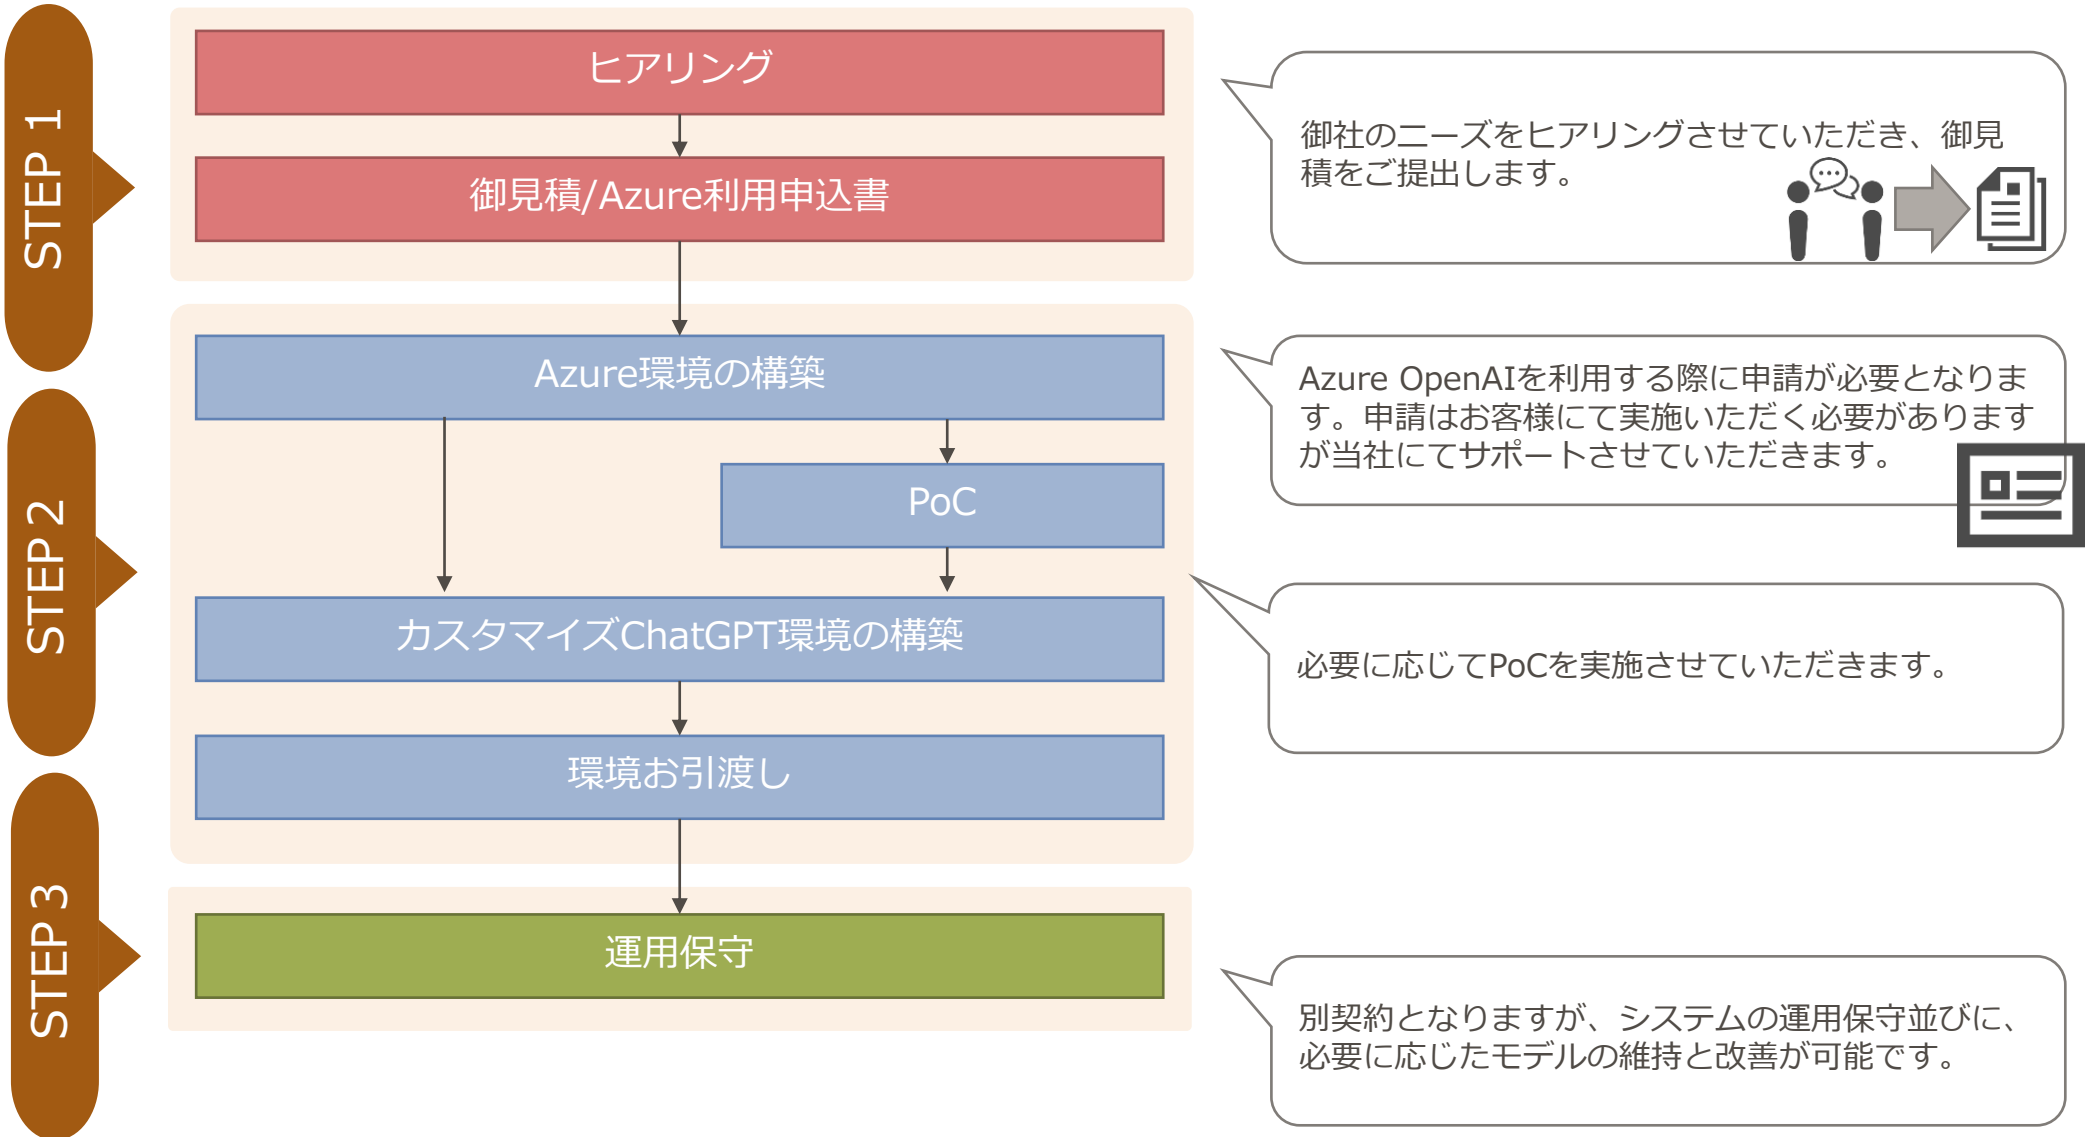 STEP 1
ヒアリング
御見積/Azure利用申込書
御社のニーズをヒアリングさせていただき、御見
積をご提出します。
STEP 2
Azure環境の構築
PoC
カスタマイズChatGPT環境の構築
環境お引渡し
Azure OpenAIを利用する際に申請が必要となりま
す。申請はお客様にて実施いただく必要があります
が当社にてサポートさせていただきます。
必要に応じてPoCを実施させていただきます。
STEP 3
運用保守
別契約となりますが、システムの運用保守並びに、
必要に応じたモデルの維持と改善が可能です。